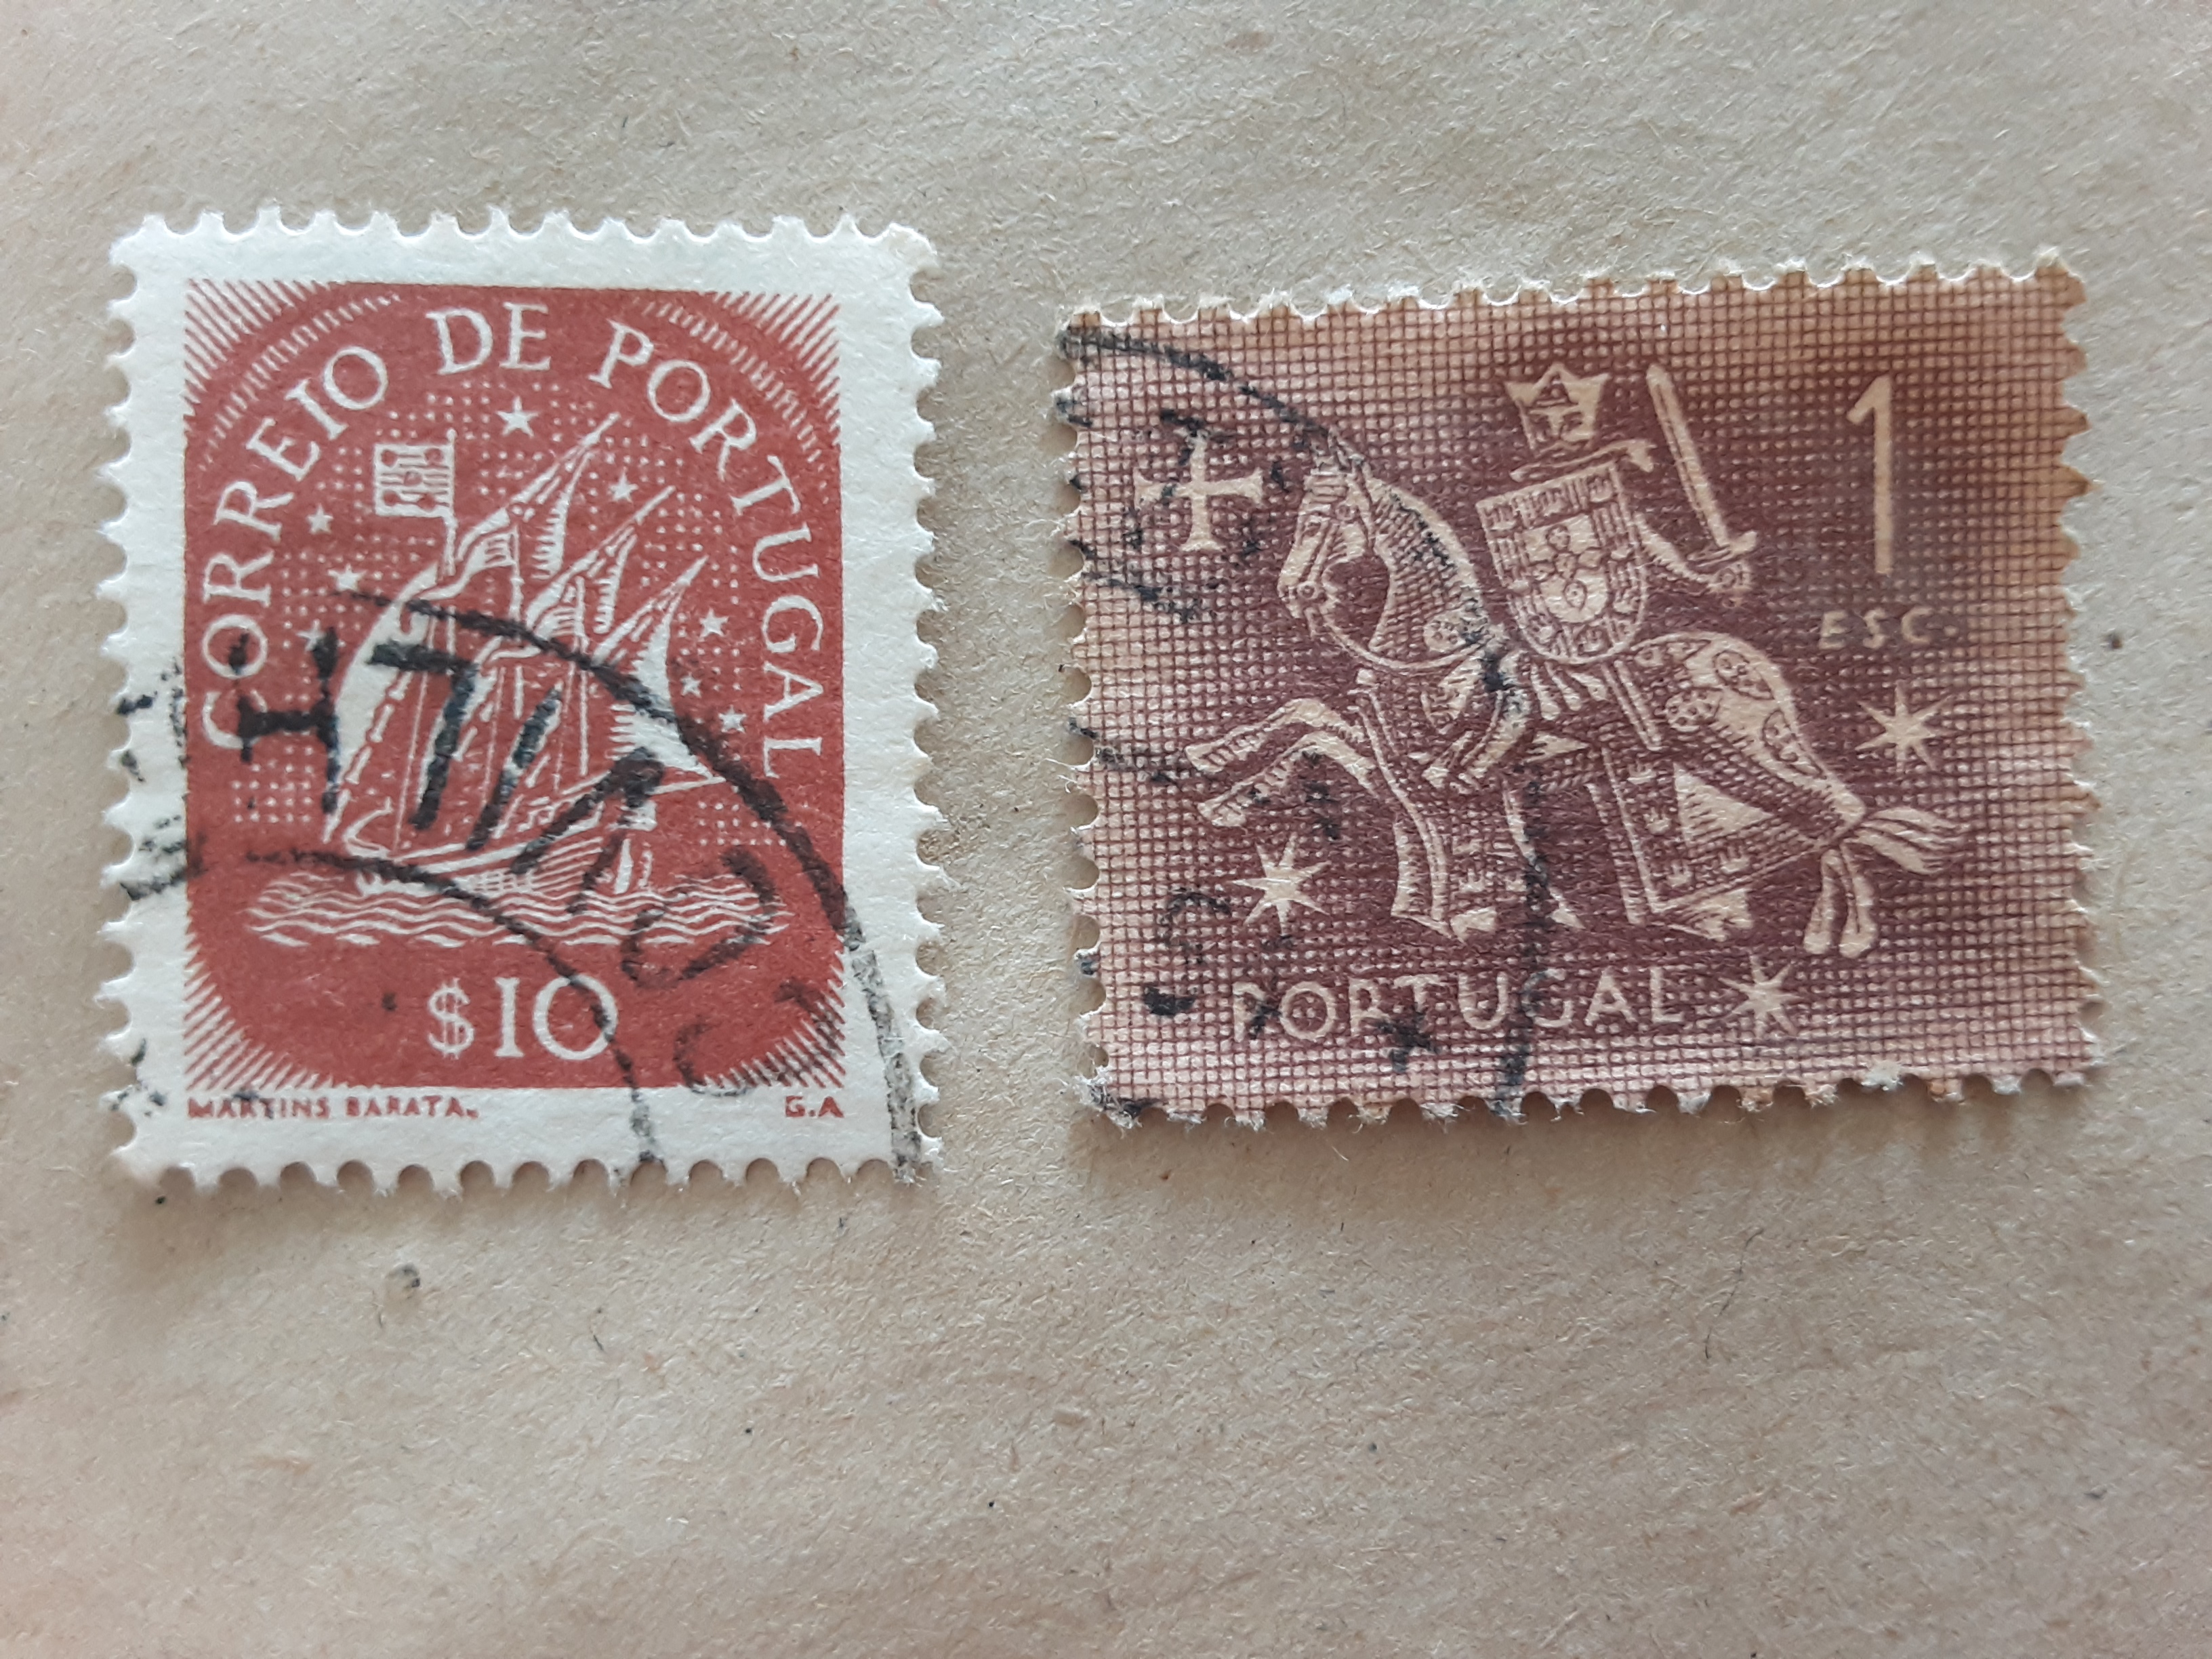 CORREIO DE PORTUGAL
$10
MARTINS BARATA.
G.A
1
ESC.
PORTUGAL